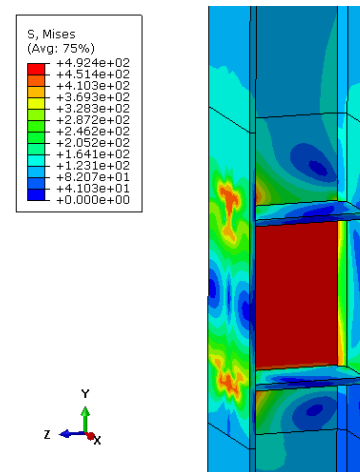 S, Mises
(Avg: 75%)
+4.924e+02
+4.514e+02
+4.103e+02
+3.693e+02
+3.283e+02
+2.872e+02
+2.462e+02
+2.052e+02
+1.641e+02
+1.231e+02
+8.207e+01
+4.103e+01
+0.000e+00
Y
Z
X